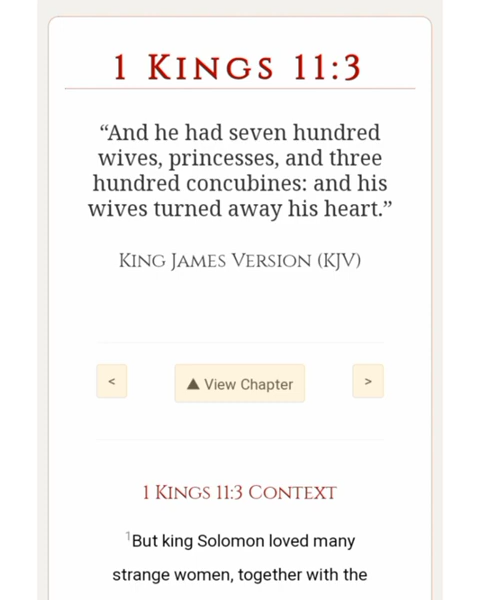 1 Kings 11:3
“And he had seven hundred
wives, princesses, and three
hundred concubines: and his
wives turned away his heart.”
King James Version (KJV)
<
▲ View Chapter
>
1 Kings 11:3 Context
1But king Solomon loved many
strange women, together with the